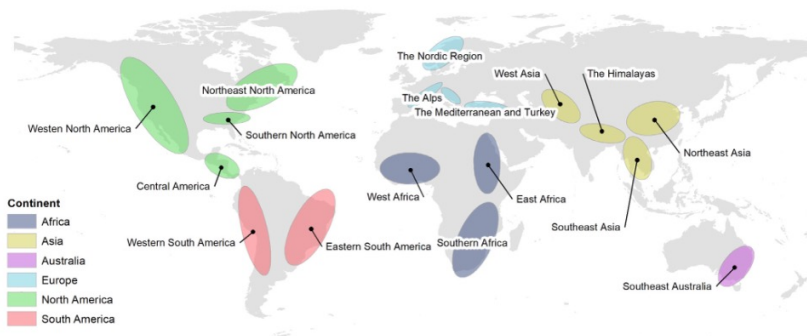 The Nordic Region
West Asia
The Himalayas
Northeast North America
The Alps
The Mediterranean and Turkey
Westen North America
Southern North America
Northeast Asia
Central America
West Africa
East Africa
Southeast Asia
Western South America
Eastern South America
Southern Africa
Southeast Australia
Continent
Africa
Asia
Australia
Europe
North America
South America